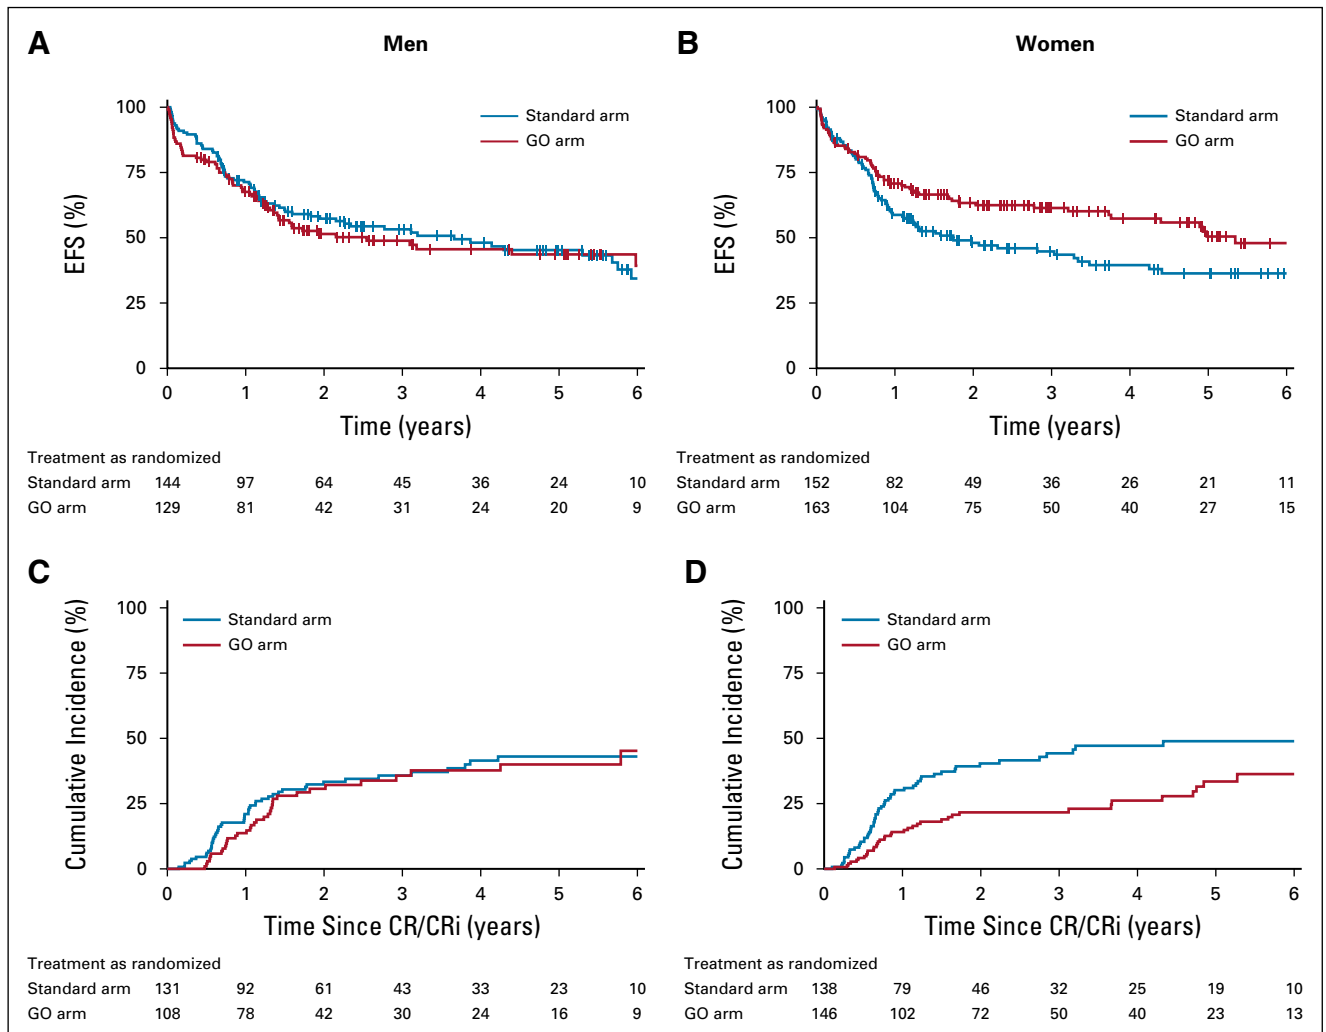 A
Men
100
75
50
25
0
EFS (%)
Standard arm
GO arm
0 1 2 3 4 5 6
Time (years)
Treatment as randomized
Standard arm 144 97 64 45 36 24 10
GO arm 129 81 42 31 24 20 9
B
Women
100
75
50
25
0
EFS (%)
Standard arm
GO arm
0 1 2 3 4 5 6
Time (years)
Treatment as randomized
Standard arm 152 82 49 36 26 21 11
GO arm 163 104 75 50 40 27 15
C
100
75
50
25
0
Cumulative Incidence (%)
Standard arm
GO arm
0 1 2 3 4 5 6
Time Since CR/CRi (years)
Treatment as randomized
Standard arm 131 92 61 43 33 23 10
GO arm 108 78 42 30 24 16 9
D
100
75
50
25
0
Cumulative Incidence (%)
Standard arm
GO arm
0 1 2 3 4 5 6
Time Since CR/CRi (years)
Treatment as randomized
Standard arm 138 79 46 32 25 19 10
GO arm 146 102 72 50 40 23 13